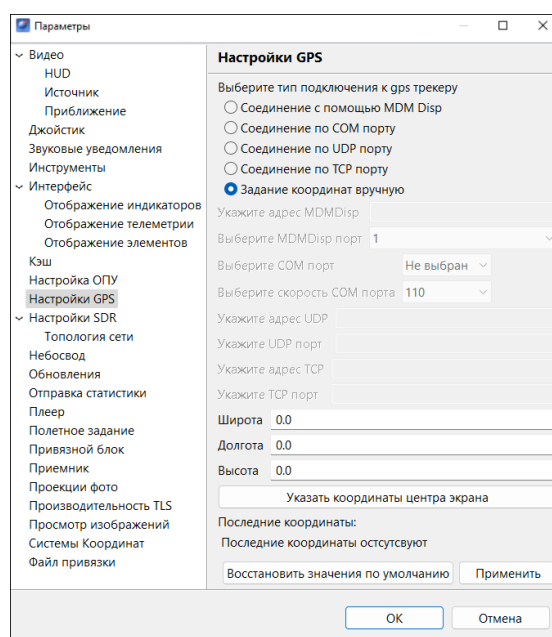 Параметры
Видео
HUD
Источник
Приближение
Джойстик
Звуковые уведомления
Инструменты
Интерфейс
Отображение индикаторов
Отображение телеметрии
Отображение элементов
Кэш
Настройка ОПУ
Настройки GPS
Настройки SDR
Топология сети
Небосвод
Обновления
Отправка статистики
Плеер
Полетное задание
Привязной блок
Приемник
Проекции фото
Производительность TLS
Просмотр изображений
Системы Координат
Файл привязки
Настройки GPS
Выберите тип подключения к gps трекеру
Соединение с помощью MDM Disp
Соединение по COM порту
Соединение по UDP порту
Соединение по TCP порту
Задание координат вручную
Укажите адрес MDMDisp
Выберите MDMDisp порт 1
Выберите COM порт Не выбран
Выберите скорость COM порта 110
Укажите адрес UDP
Укажите UDP порт
Укажите адрес TCP
Укажите TCP порт
Широта 0.0
Долгота 0.0
Высота 0.0
Указать координаты центра экрана
Последние координаты:
Последние координаты остсутсвуют
Восстановить значения по умолчанию Применить
OK Отмена